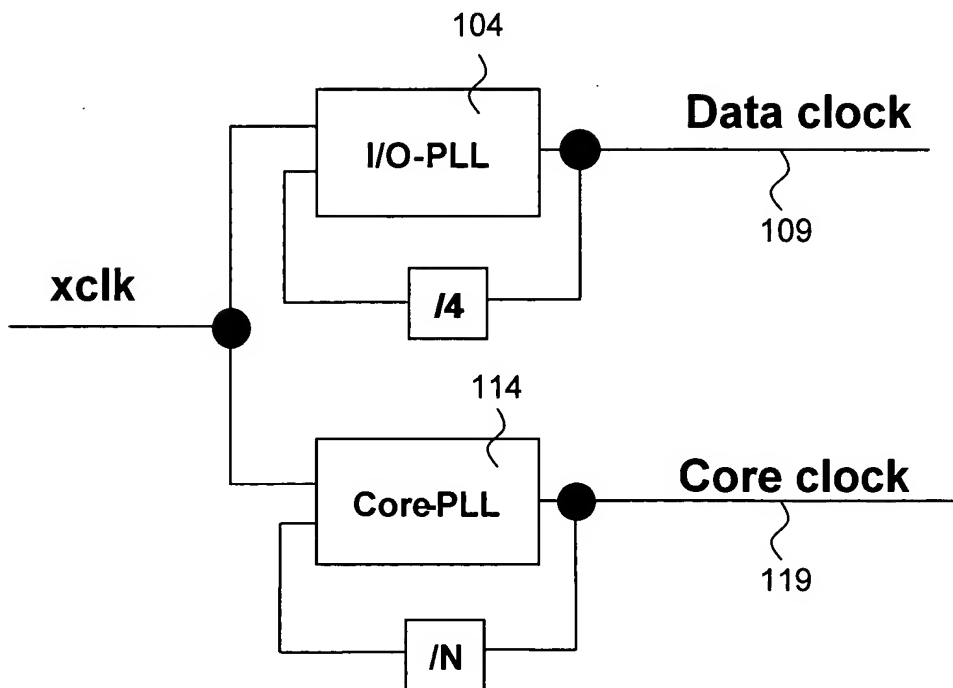 104
I/O-PLL
Data clock
109
/4
xclk
114
Core-PLL
Core clock
119
/N